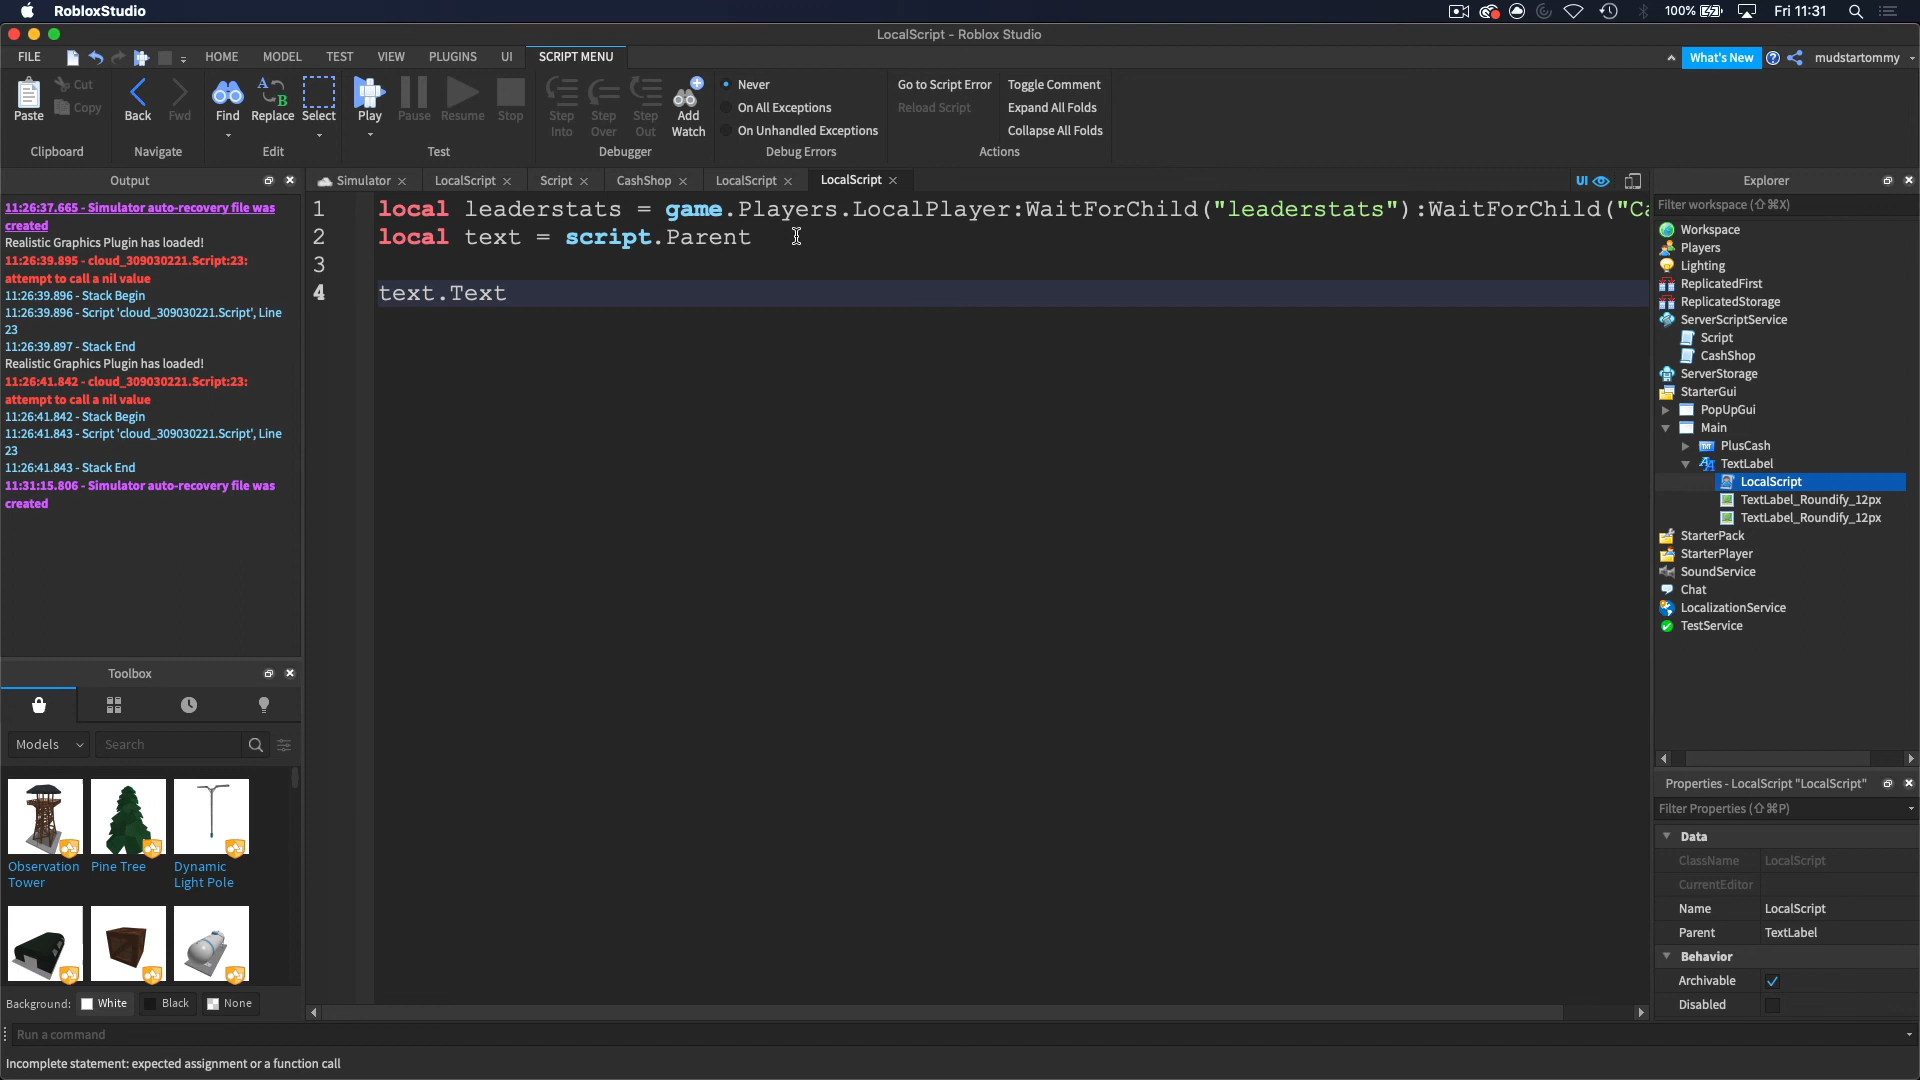 RobloxStudio
100%
Fri 11:31
LocalScript - Roblox Studio
FILE
HOME
MODEL
TEST
VIEW
PLUGINS
UI
SCRIPT MENU
What's New
mudstartommy
Paste
Cut
Copy
Clipboard
Back
Fwd
Navigate
Find
Replace
Select
Edit
Play
Pause
Resume
Stop
Test
Step Into
Step Over
Step Out
Add Watch
Debugger
Never
On All Exceptions
On Unhandled Exceptions
Debug Errors
Go to Script Error
Reload Script
Toggle Comment
Expand All Folds
Collapse All Folds
Actions
Output
11:26:37.665 - Simulator auto-recovery file was
created
Realistic Graphics Plugin has loaded!
11:26:39.895 - cloud_309030221.Script:23:
attempt to call a nil value
11:26:39.896 - Stack Begin
11:26:39.896 - Script 'cloud_309030221.Script', Line
23
11:26:39.897 - Stack End
Realistic Graphics Plugin has loaded!
11:26:41.842 - cloud_309030221.Script:23:
attempt to call a nil value
11:26:41.842 - Stack Begin
11:26:41.843 - Script 'cloud_309030221.Script', Line
23
11:26:41.843 - Stack End
11:31:15.806 - Simulator auto-recovery file was
created
Toolbox
Models
Search
Observation
Tower
Pine Tree
Dynamic
Light Pole
Background:
White
Black
None
Simulator
LocalScript
Script
CashShop
LocalScript
LocalScript
UI
1 local leaderstats = game.Players.LocalPlayer:WaitForChild("leaderstats"):WaitForChild("Ca
2 local text = script.Parent
3
4 text.Text
Explorer
Filter workspace (⇧⌘X)
Workspace
Players
Lighting
ReplicatedFirst
ReplicatedStorage
ServerScriptService
Script
CashShop
ServerStorage
StarterGui
PopUpGui
Main
PlusCash
TextLabel
LocalScript
TextLabel_Roundify_12px
TextLabel_Roundify_12px
StarterPack
StarterPlayer
SoundService
Chat
LocalizationService
TestService
Properties - LocalScript "LocalScript"
Filter Properties (⇧⌘P)
Data
ClassName LocalScript
CurrentEditor
Name LocalScript
Parent TextLabel
Behavior
Archivable
Disabled
Run a command
Incomplete statement: expected assignment or a function call